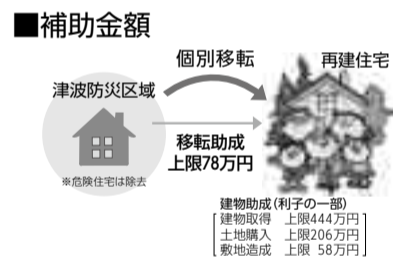 ■補助金額
個別移転
再建住宅
津波防災区域
移転助成
上限78万円
※危険住宅は除去
建物助成（利子の一部）
建物取得　上限444万円
土地購入　上限206万円
敷地造成　上限 58万円